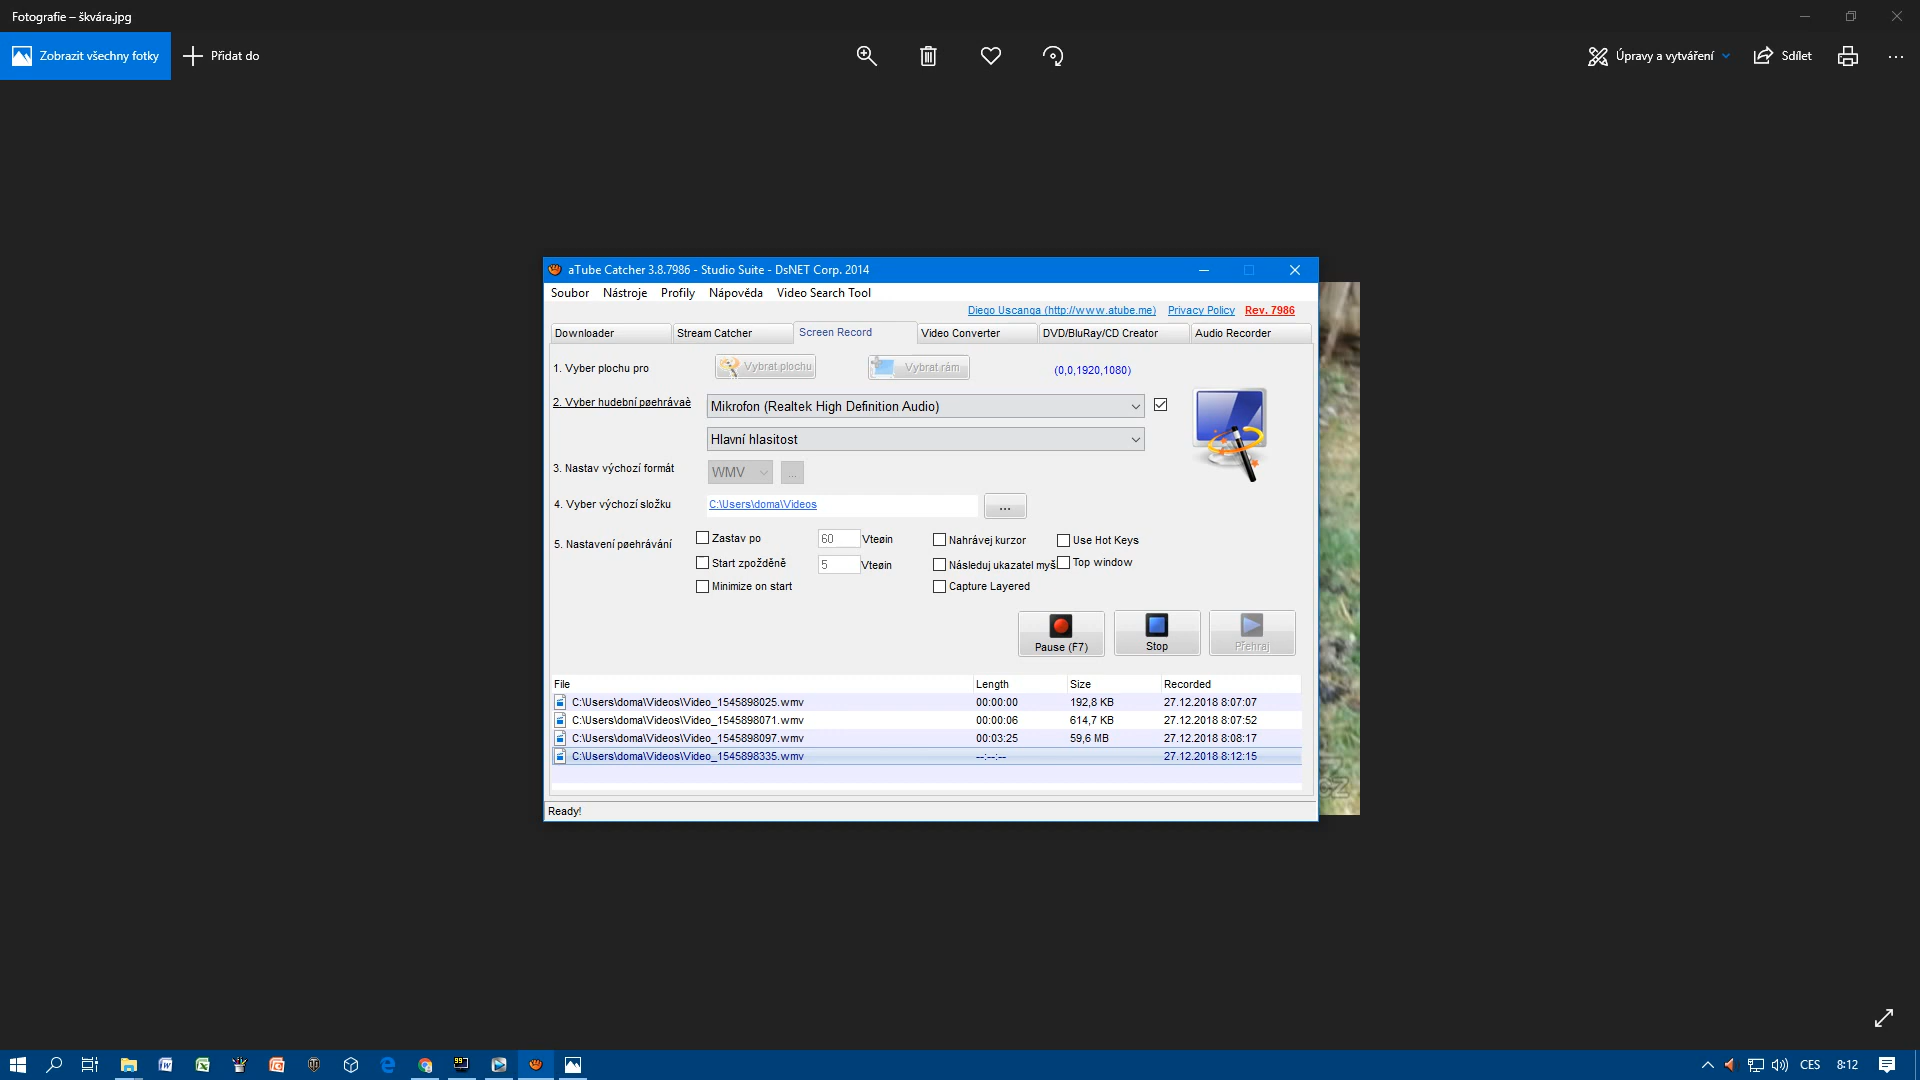 Fotografie – škvára.jpg
Zobrazit všechny fotky
Přidat do
Úpravy a vytváření
Sdílet
aTube Catcher 3.8.7986 - Studio Suite - DsNET Corp. 2014
Soubor Nástroje Profily Nápověda Video Search Tool
Diego Uscanga (http://www.atube.me) Privacy Policy Rev. 7986
Downloader Stream Catcher Screen Record Video Converter DVD/BluRay/CD Creator Audio Recorder
1. Vyber plochu pro Vybrat plochu Vybrat rám (0,0,1920,1080)
2. Vyber hudební pøehrávaè Mikrofon (Realtek High Definition Audio)
Hlavní hlasitost
3. Nastav výchozí formát WMV ...
4. Vyber výchozí složku C:\Users\doma\Videos ...
5. Nastavení pøehrávání
Zastav po 60 Vteøin Nahrávej kurzor Use Hot Keys
Start zpožděně 5 Vteøin Následuj ukazatel myš Top window
Minimize on start Capture Layered
Pause (F7) Stop Přehraj
File Length Size Recorded
C:\Users\doma\Videos\Video_1545898025.wmv 00:00:00 192,8 KB 27.12.2018 8:07:07
C:\Users\doma\Videos\Video_1545898071.wmv 00:00:06 614,7 KB 27.12.2018 8:07:52
C:\Users\doma\Videos\Video_1545898097.wmv 00:03:25 59,6 MB 27.12.2018 8:08:17
C:\Users\doma\Videos\Video_1545898335.wmv --:--:-- 27.12.2018 8:12:15
Ready!
99
CES 8:12